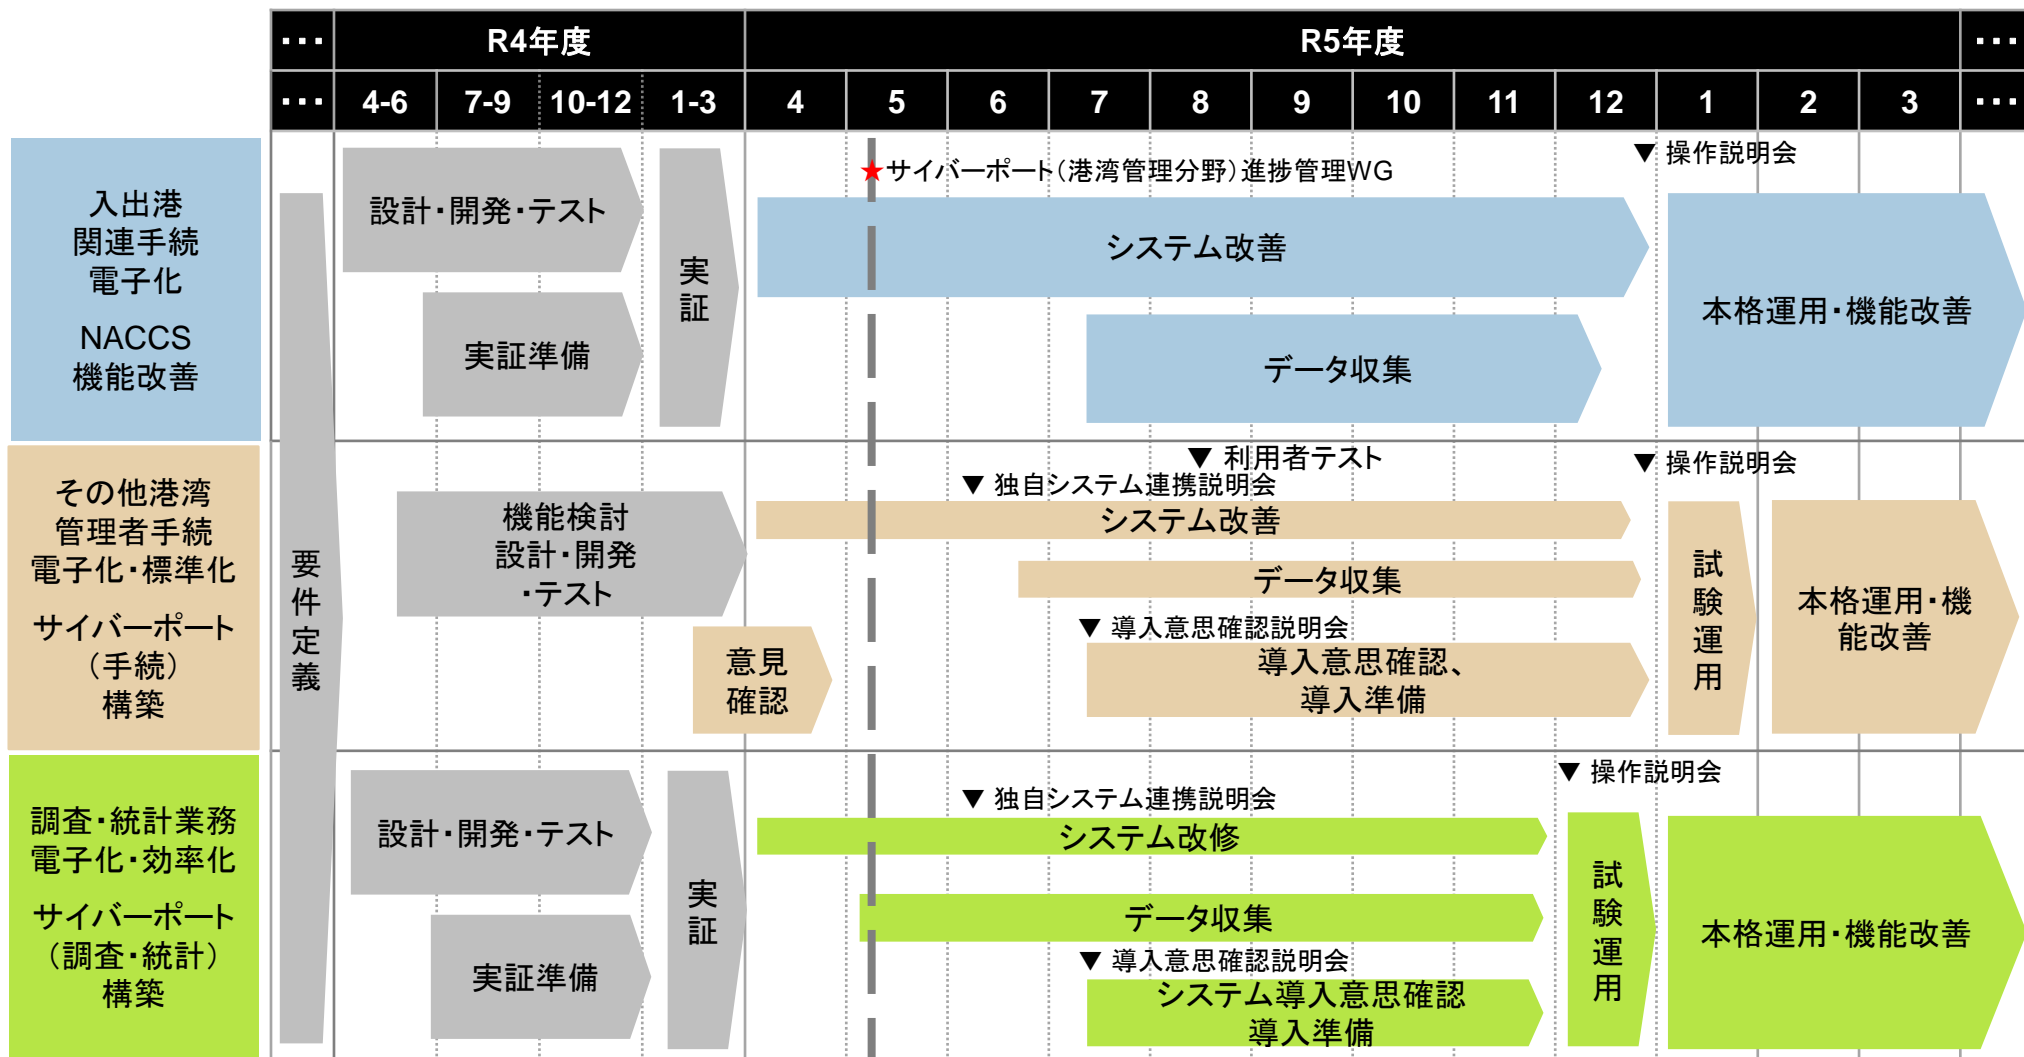 ･･･ R4年度 R5年度 ･･･
･･･ 4-6 7-9 10-12 1-3 4 5 6 7 8 9 10 11 12 1 2 3 ･･･
入出港
関連手続
電子化
NACCS
機能改善
要件定義
設計・開発・テスト
実証準備
実証
★サイバーポート（港湾管理分野）進捗管理WG
システム改善
データ収集
▼ 操作説明会
本格運用・機能改善
その他港湾
管理者手続
電子化・標準化
サイバーポート
（手続）
構築
機能検討
設計・開発
・テスト
意見
確認
▼ 利用者テスト
▼ 独自システム連携説明会
システム改善
データ収集
▼ 導入意思確認説明会
導入意思確認、
導入準備
▼ 操作説明会
試験運用
本格運用・機
能改善
調査・統計業務
電子化・効率化
サイバーポート
（調査・統計）
構築
設計・開発・テスト
実証準備
実証
▼ 独自システム連携説明会
システム改修
データ収集
▼ 導入意思確認説明会
システム導入意思確認
導入準備
▼ 操作説明会
試験運用
本格運用・機能改善